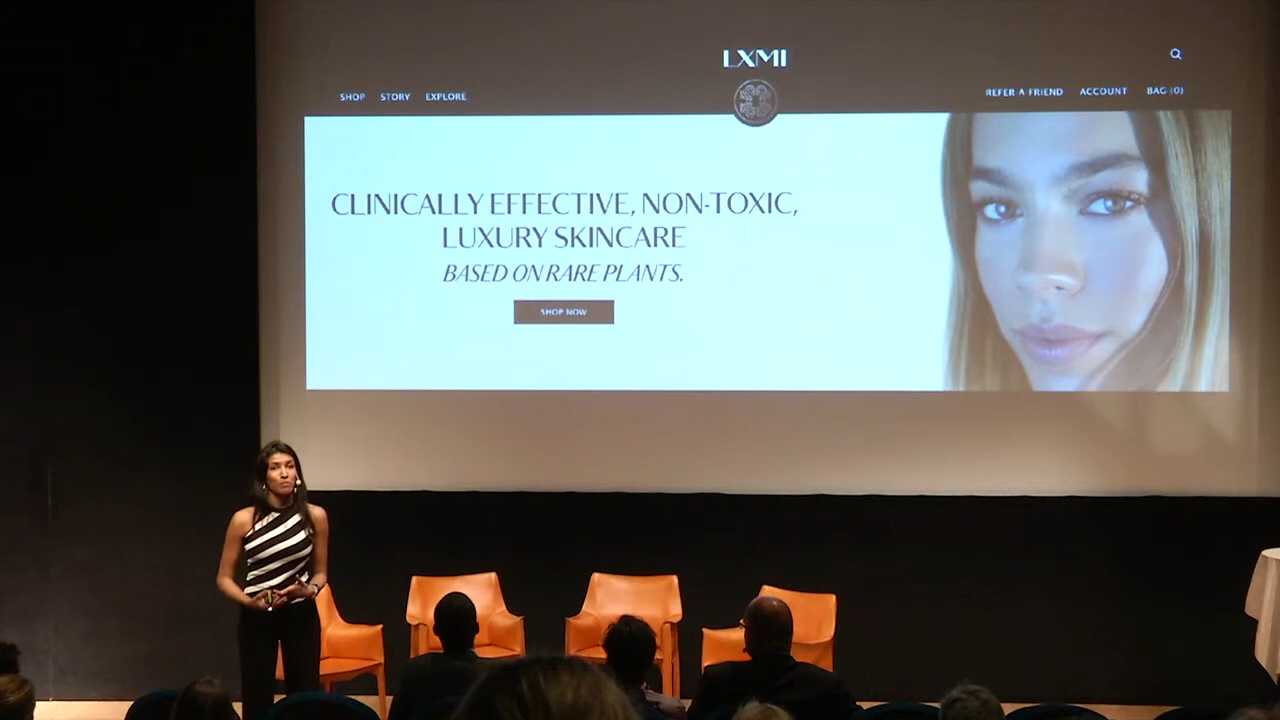 LXMI
SHOP STORY EXPLORE
REFER A FRIEND ACCOUNT BAG (0)
CLINICALLY EFFECTIVE, NON-TOXIC,
LUXURY SKINCARE
BASED ON RARE PLANTS.
SHOP NOW